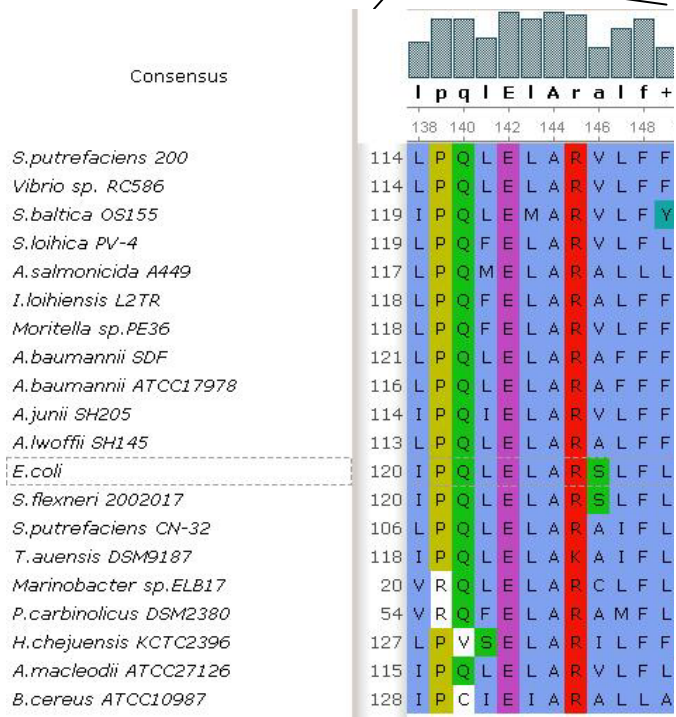 Consensus
l p q l E l A r a l f +
138 140 142 144 146 148
S.putrefaciens 200 114 L P Q L E L A R V L F F
Vibrio sp. RC586 114 L P Q L E L A R V L F F
S.baltica OS155 119 I P Q L E M A R V L F Y
S.loihica PV-4 119 L P Q F E L A R V L F L
A.salmonicida A449 117 L P Q M E L A R A L L L
I.loihiensis L2TR 118 L P Q F E L A R A L F F
Moritella sp.PE36 118 L P Q F E L A R V L F F
A.baumannii SDF 121 L P Q L E L A R A F F F
A.baumannii ATCC17978 116 L P Q L E L A R A F F F
A.junii SH205 114 I P Q I E L A R V L F F
A.lwoffii SH145 113 L P Q L E L A R A L F F
E.coli 120 I P Q L E L A R S L F L
S.flexneri 2002017 120 I P Q L E L A R S L F L
S.putrefaciens CN-32 106 L P Q L E L A R A I F L
T.auensis DSM9187 118 I P Q L E L A K A I F L
Marinobacter sp.ELB17 20 V R Q L E L A R C L F L
P.carbinolicus DSM2380 54 V R Q F E L A R A M F L
H.chejuensis KCTC2396 127 L P V S E L A R I L F F
A.macleodii ATCC27126 115 I P Q L E L A R V L F L
B.cereus ATCC10987 128 I P C I E I A R A L L A